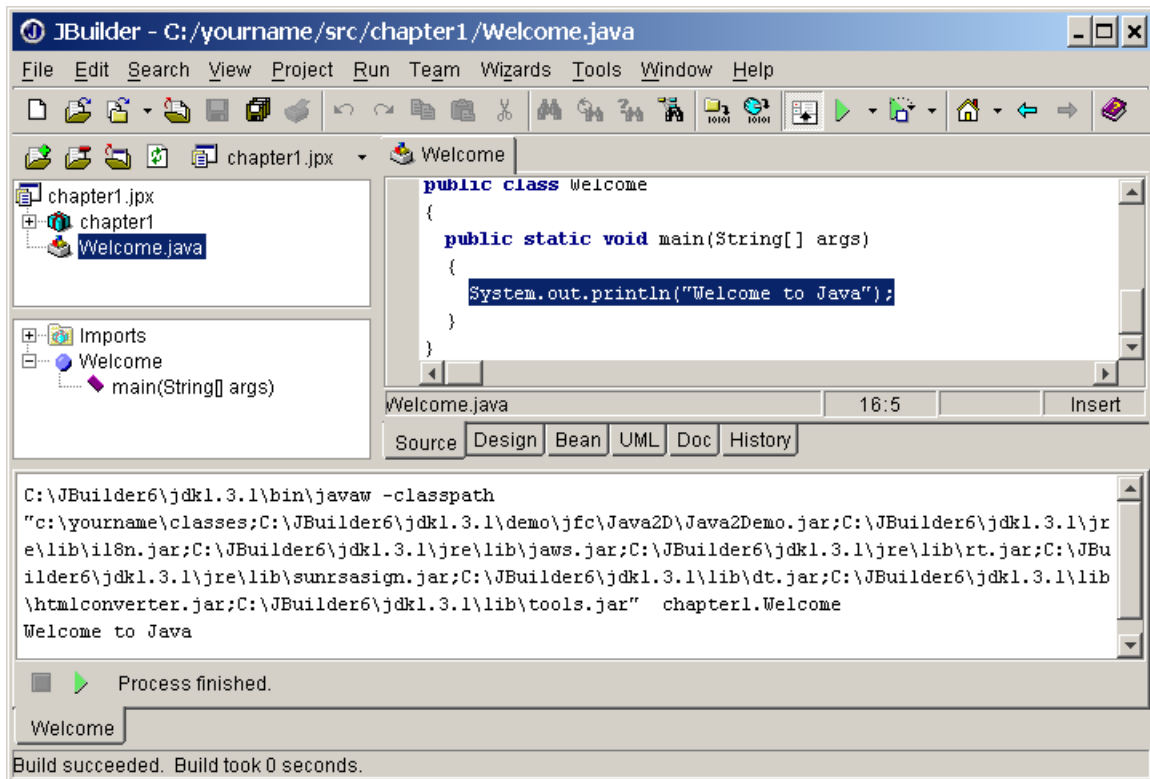 JBuilder - C:/yourname/src/chapter1/Welcome.java
File Edit Search View Project Run Team Wizards Tools Window Help
chapter1.jpx
Welcome
chapter1.jpx
chapter1
Welcome.java
public class Welcome
{
public static void main(String[] args)
{
System.out.println("Welcome to Java");
}
}
Imports
Welcome
main(String[] args)
Welcome.java 16:5 Insert
Source Design Bean UML Doc History
C:\JBuilder6\jdk1.3.1\bin\javaw -classpath
"c:\yourname\classes;C:\JBuilder6\jdk1.3.1\demo\jfc\Java2D\Java2Demo.jar;C:\JBuilder6\jdk1.3.1\jr
e\lib\i18n.jar;C:\JBuilder6\jdk1.3.1\jre\lib\jaws.jar;C:\JBuilder6\jdk1.3.1\jre\lib\rt.jar;C:\JBu
ilder6\jdk1.3.1\jre\lib\sunrsasign.jar;C:\JBuilder6\jdk1.3.1\lib\dt.jar;C:\JBuilder6\jdk1.3.1\lib
\htmlconverter.jar;C:\JBuilder6\jdk1.3.1\lib\tools.jar" chapter1.Welcome
Welcome to Java
Process finished.
Welcome
Build succeeded. Build took 0 seconds.